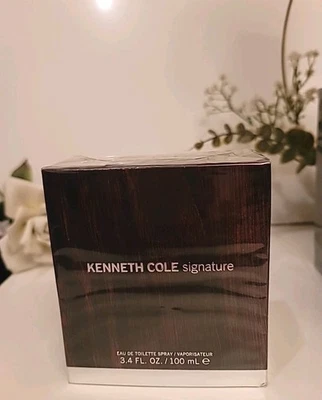 KENNETH COLE signature
EAU DE TOILETTE SPRAY / VAPORISATEUR
3.4 FL. OZ. / 100 mL ℮